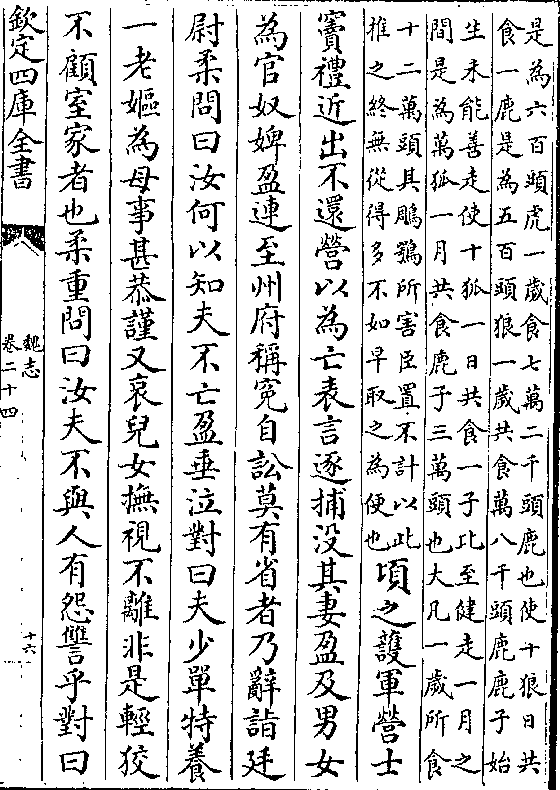 是為六百頭虎一歲食七萬二千頭鹿也使十狼日共
食一鹿是為五百頭狼一歲共食萬八千頭鹿鹿子始
生未能善走使十狐一日共食一子比至健走一月之
間是為萬狐一月共食鹿子三萬頭也大凡一歲所食
十二萬頭其鵰鶚所害臣置不計以此
推之終無從得多不如早取之為便也
頃之護軍營士
竇禮近出不還營以為亡表言逐捕没其妻盈及男女
為官奴婢盈連至州府稱冤自訟莫有省者乃辭詣廷
尉柔問曰汝何以知夫不亡盈垂泣對曰夫少單特養
一老嫗為母事甚恭謹又哀兒女撫視不離非是輕狡
不顧室家者也柔重問曰汝夫不與人有怨讐乎對曰
欽定四庫全書
魏志
卷二十四
十六